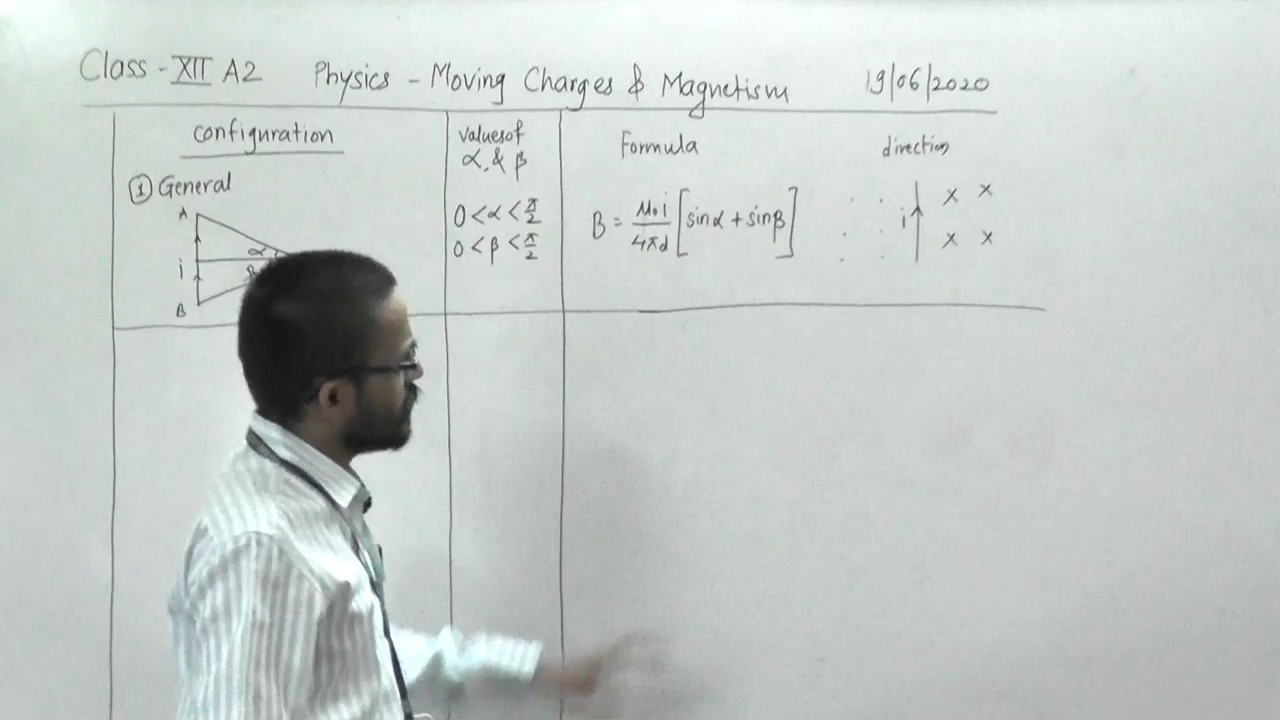 Class - XII A2 Physics - Moving Charges & Magnetism 19/06/2020
configuration
values of
α & β
Formula
direction
① General
A
α
i
β
B
0 < α < π/2
0 < β < π/2
B = μ₀i/4πd [sinα + sinβ]
i
× ×
× ×